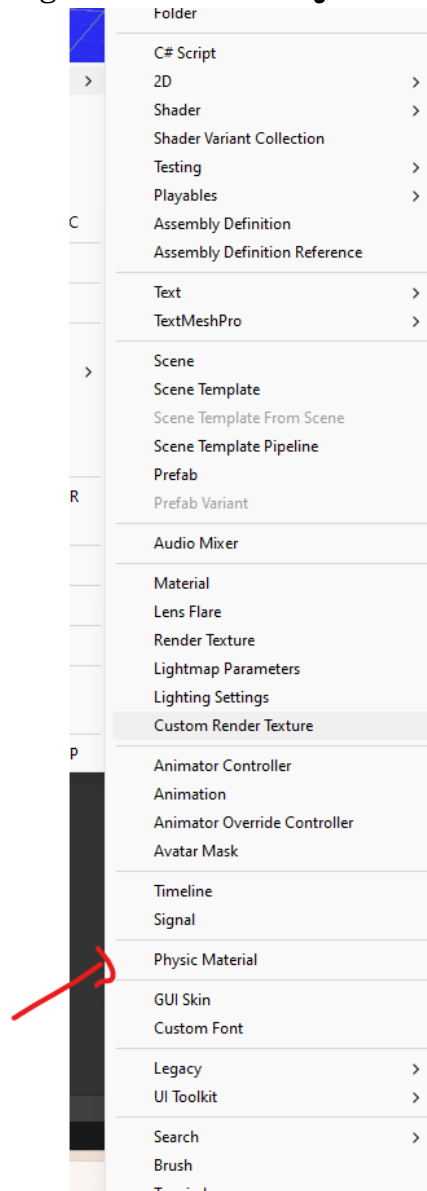 Folder
C# Script
2D
Shader
Shader Variant Collection
Testing
Playables
C
Assembly Definition
Assembly Definition Reference
Text
TextMeshPro
Scene
Scene Template
Scene Template From Scene
Scene Template Pipeline
Prefab
R
Prefab Variant
Audio Mixer
Material
Lens Flare
Render Texture
Lightmap Parameters
Lighting Settings
Custom Render Texture
P
Animator Controller
Animation
Animator Override Controller
Avatar Mask
Timeline
Signal
Physic Material
GUI Skin
Custom Font
Legacy
UI Toolkit
Search
Brush